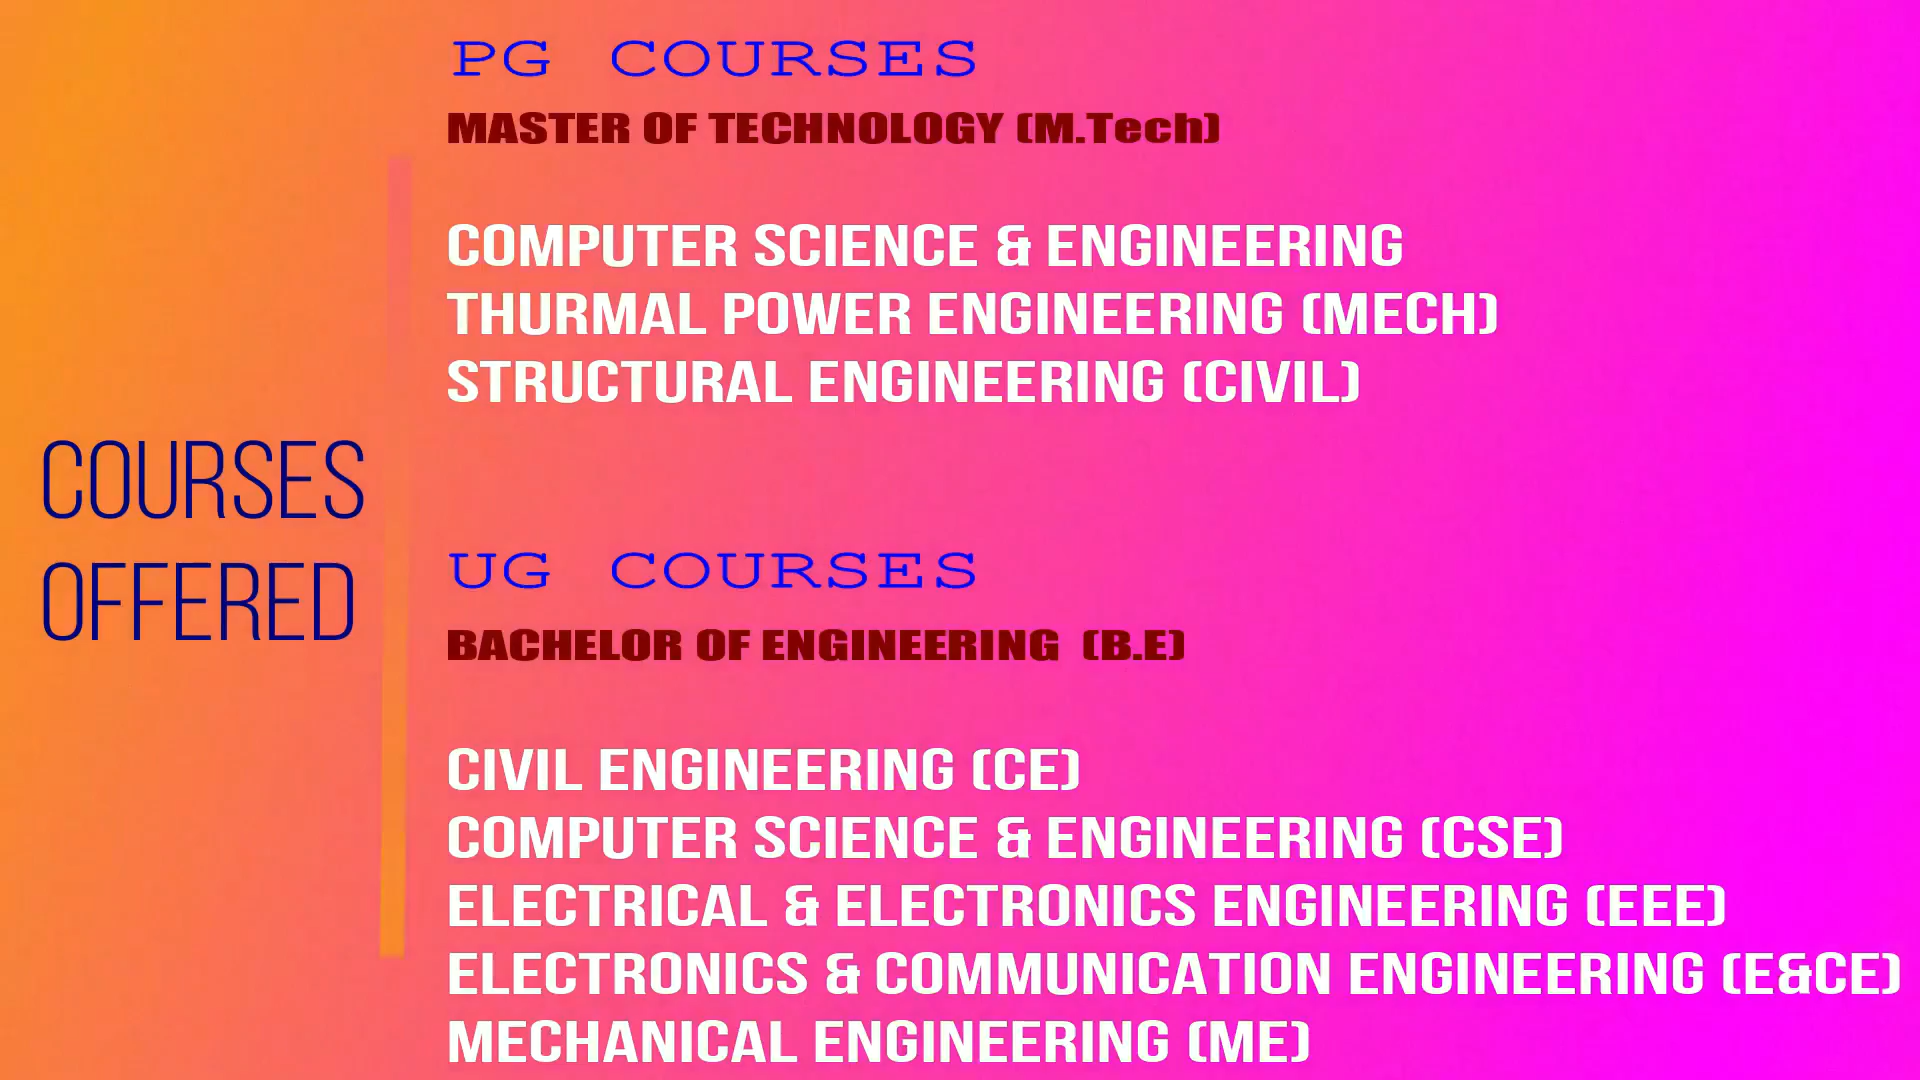 PG COURSES
MASTER OF TECHNOLOGY (M.Tech)
COMPUTER SCIENCE & ENGINEERING
THURMAL POWER ENGINEERING (MECH)
STRUCTURAL ENGINEERING (CIVIL)
COURSES
OFFERED
UG COURSES
BACHELOR OF ENGINEERING (B.E)
CIVIL ENGINEERING (CE)
COMPUTER SCIENCE & ENGINEERING (CSE)
ELECTRICAL & ELECTRONICS ENGINEERING (EEE)
ELECTRONICS & COMMUNICATION ENGINEERING (E&CE)
MECHANICAL ENGINEERING (ME)